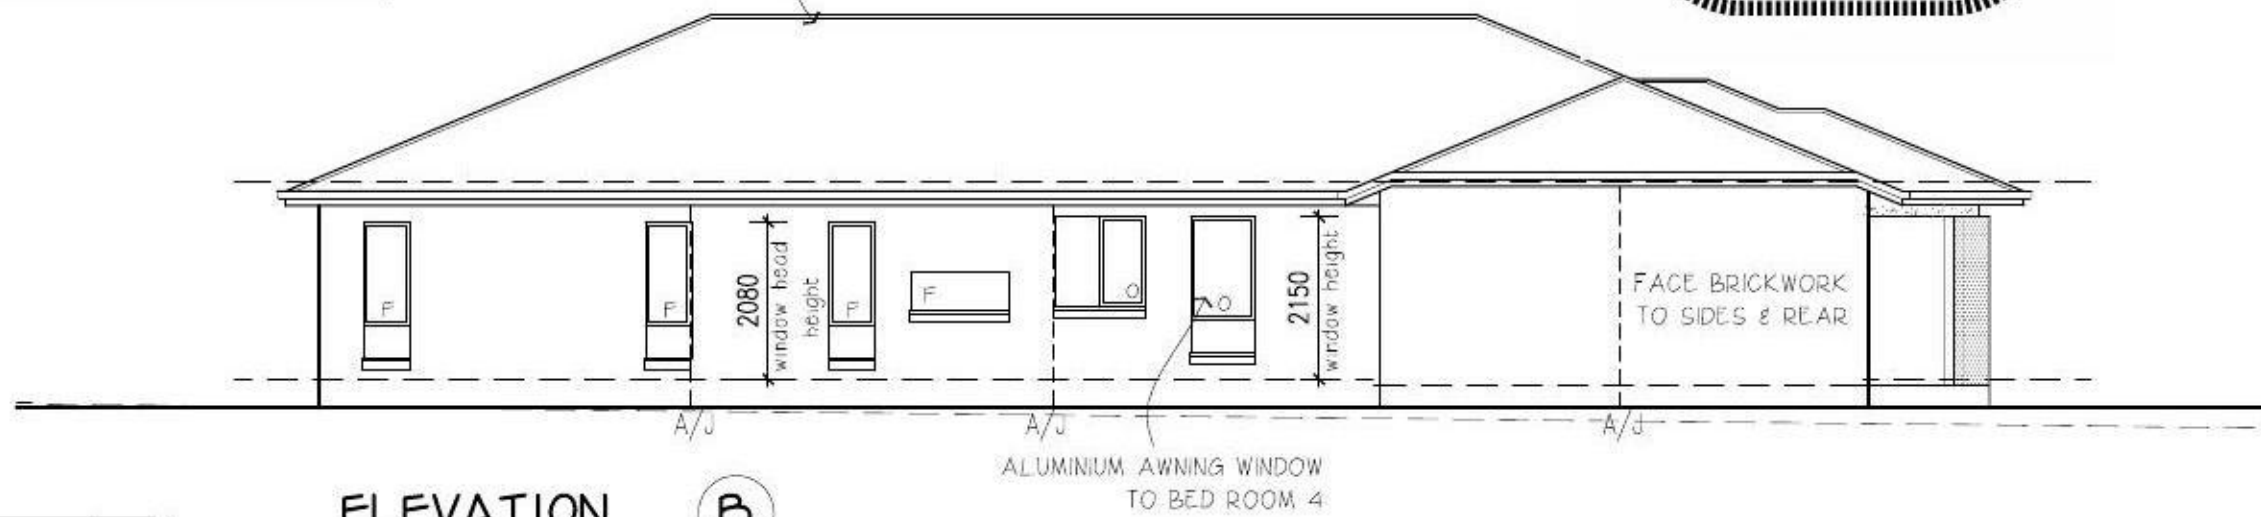 F
F
2080
window head
height
F
F
O
O
2150
window height
FACE BRICKWORK
TO SIDES & REAR
A/J
A/J
A/J
ALUMINIUM AWNING WINDOW
TO BED ROOM 4
ELEVATION B